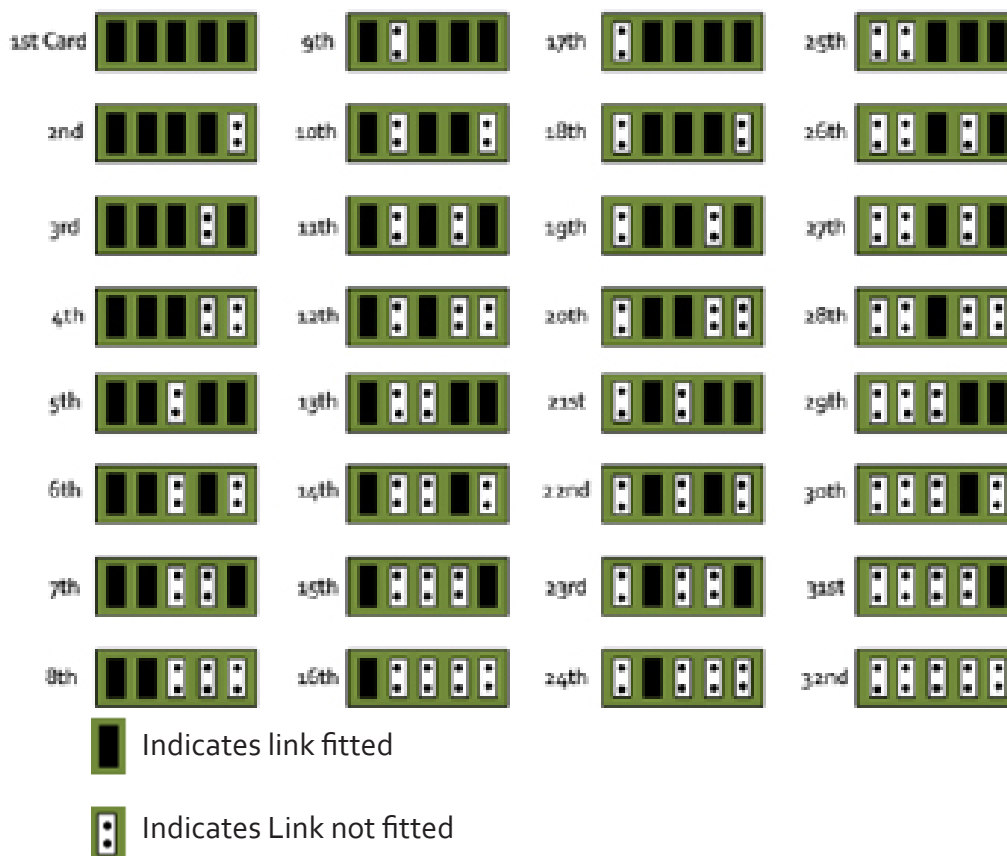 1st Card
9th
17th
25th
2nd
10th
18th
26th
3rd
11th
19th
27th
4th
12th
20th
28th
5th
13th
21st
29th
6th
14th
22nd
30th
7th
15th
23rd
31st
8th
16th
24th
32nd
Indicates link fitted
Indicates Link not fitted